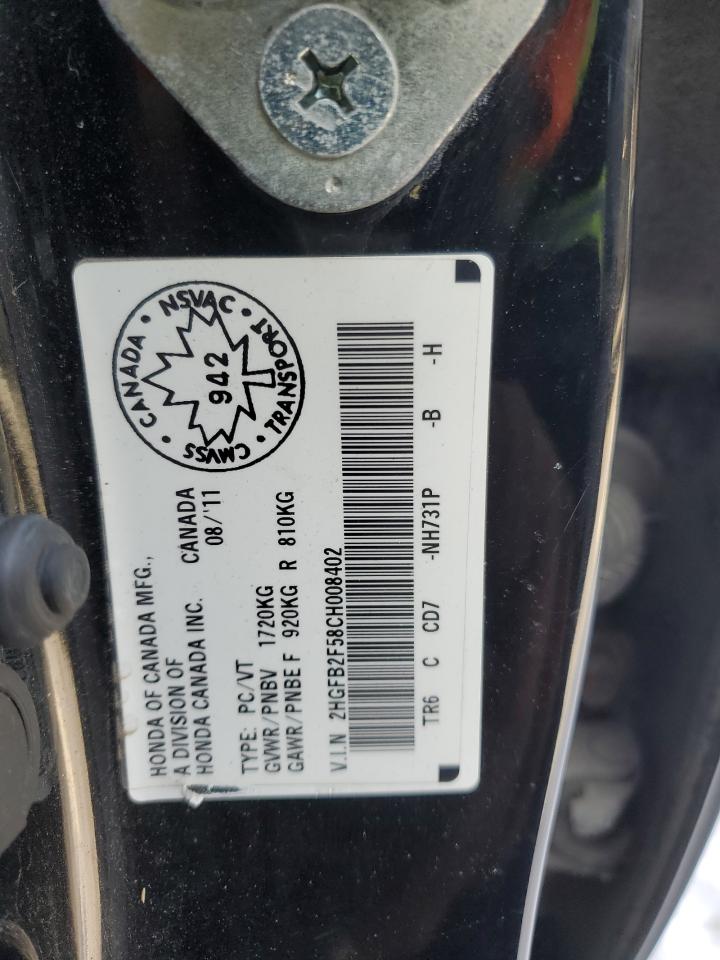 HONDA OF CANADA MFG.,
A DIVISION OF
HONDA CANADA INC. CANADA
08/'11
TYPE: PC/VT
GVWR/PNBV 1720KG
GAWR/PNBE F 920KG R 810KG
V.I.N 2HGFB2F58CH008402
TR6 C CD7 -NH731P -B -H
CANADA · NSVAC · TRANSPORT · CMVSS ·
942